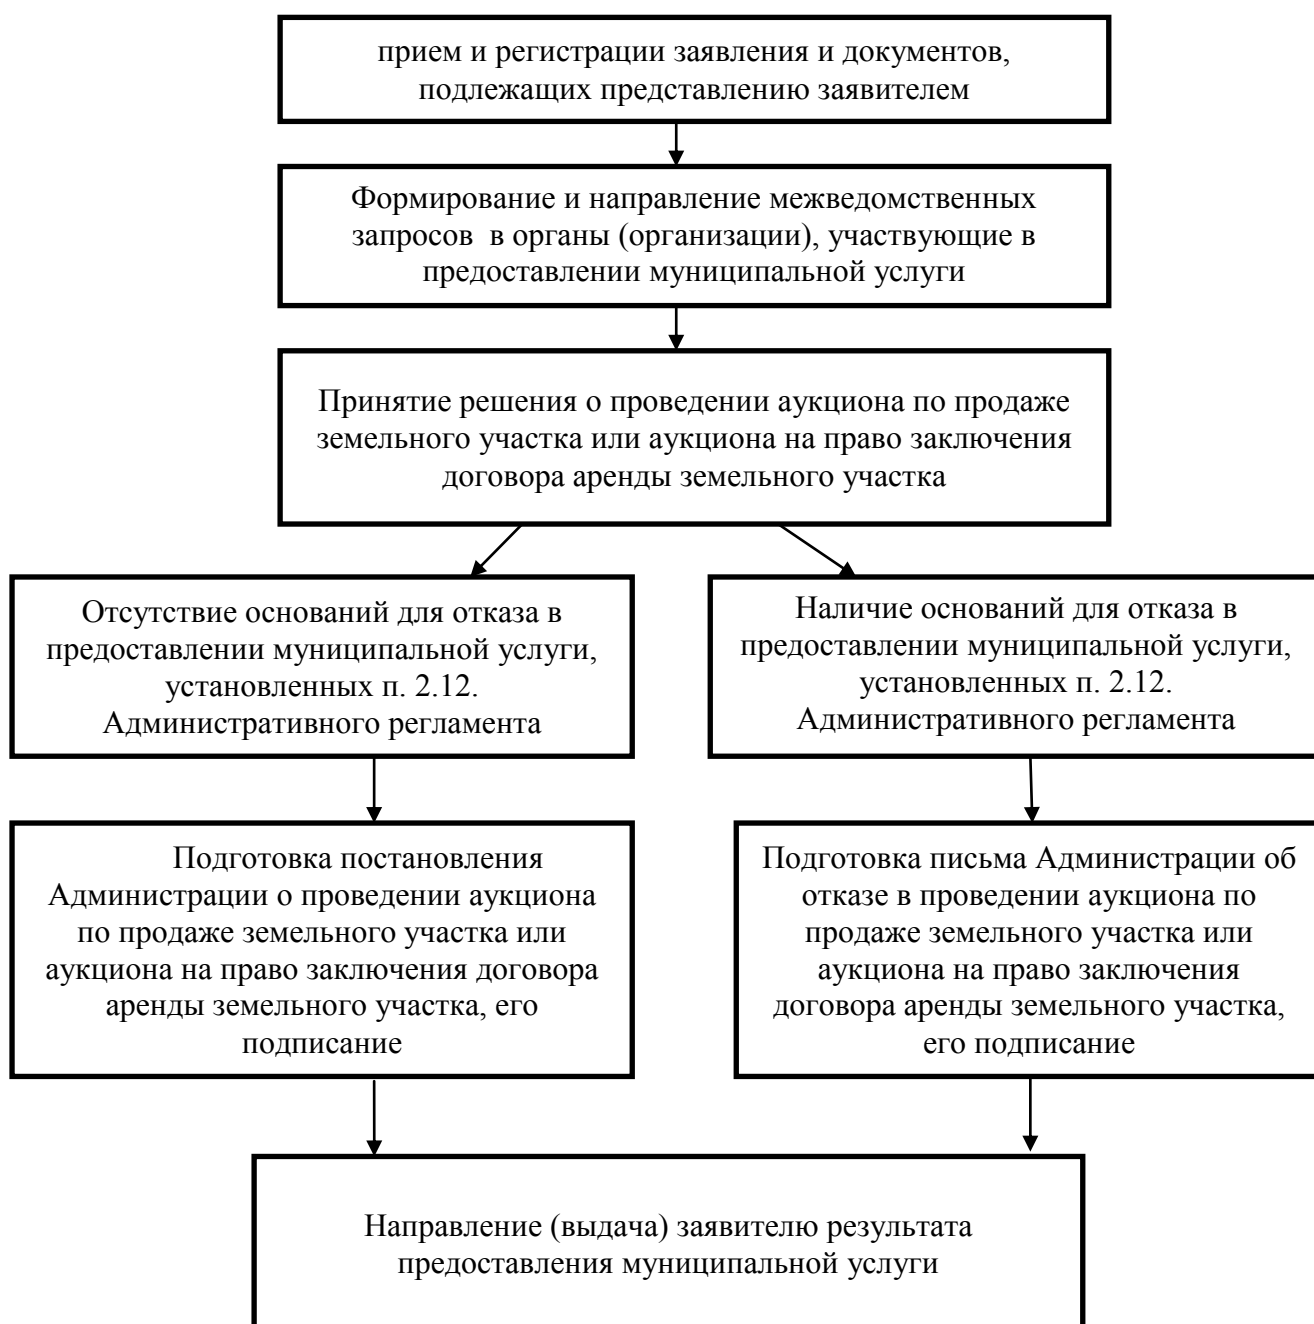 прием и регистрации заявления и документов,
подлежащих представлению заявителем
Формирование и направление межведомственных
запросов в органы (организации), участвующие в
предоставлении муниципальной услуги
Принятие решения о проведении аукциона по продаже
земельного участка или аукциона на право заключения
договора аренды земельного участка
Отсутствие оснований для отказа в
предоставлении муниципальной услуги,
установленных п. 2.12.
Административного регламента
Наличие оснований для отказа в
предоставлении муниципальной услуги,
установленных п. 2.12.
Административного регламента
Подготовка постановления
Администрации о проведении аукциона
по продаже земельного участка или
аукциона на право заключения договора
аренды земельного участка, его
подписание
Подготовка письма Администрации об
отказе в проведении аукциона по
продаже земельного участка или
аукциона на право заключения
договора аренды земельного участка,
его подписание
Направление (выдача) заявителю результата
предоставления муниципальной услуги